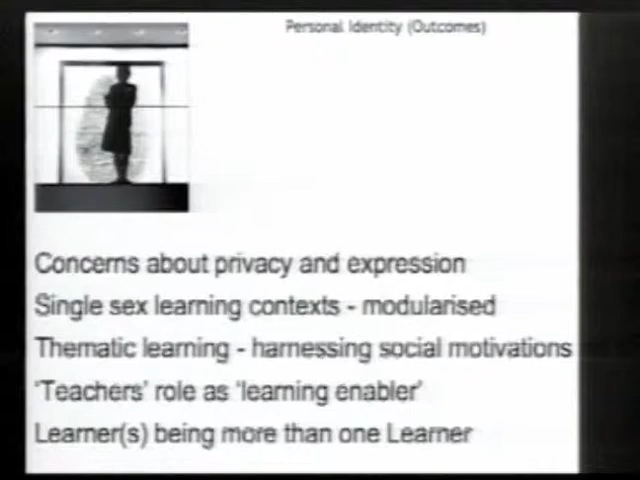 Personal Identity (Outcomes)
Concerns about privacy and expression
Single sex learning contexts - modularised
Thematic learning - harnessing social motivations
'Teachers' role as 'learning enabler'
Learner(s) being more than one Learner